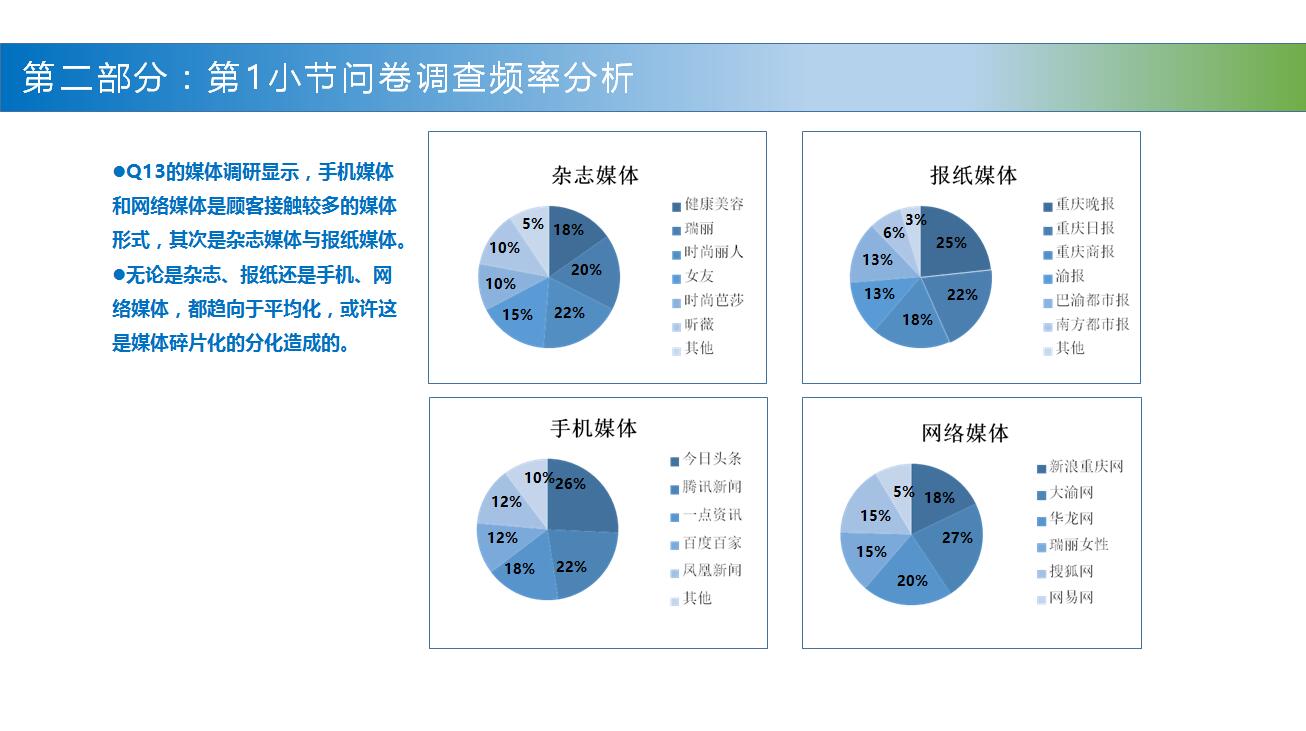 第二部分：第1小节问卷调查频率分析
●Q13的媒体调研显示，手机媒体
和网络媒体是顾客接触较多的媒体
形式，其次是杂志媒体与报纸媒体。
●无论是杂志、报纸还是手机、网
络媒体，都趋向于平均化，或许这
是媒体碎片化的分化造成的。
杂志媒体
18%
20%
22%
15%
10%
10%
5%
健康美容
瑞丽
时尚丽人
女友
时尚芭莎
昕薇
其他
报纸媒体
25%
22%
18%
13%
13%
6%
3%
重庆晚报
重庆日报
重庆商报
渝报
巴渝都市报
南方都市报
其他
手机媒体
26%
22%
18%
12%
12%
10%
今日头条
腾讯新闻
一点资讯
百度百家
凤凰新闻
其他
网络媒体
18%
27%
20%
15%
15%
5%
新浪重庆网
大渝网
华龙网
瑞丽女性
搜狐网
网易网